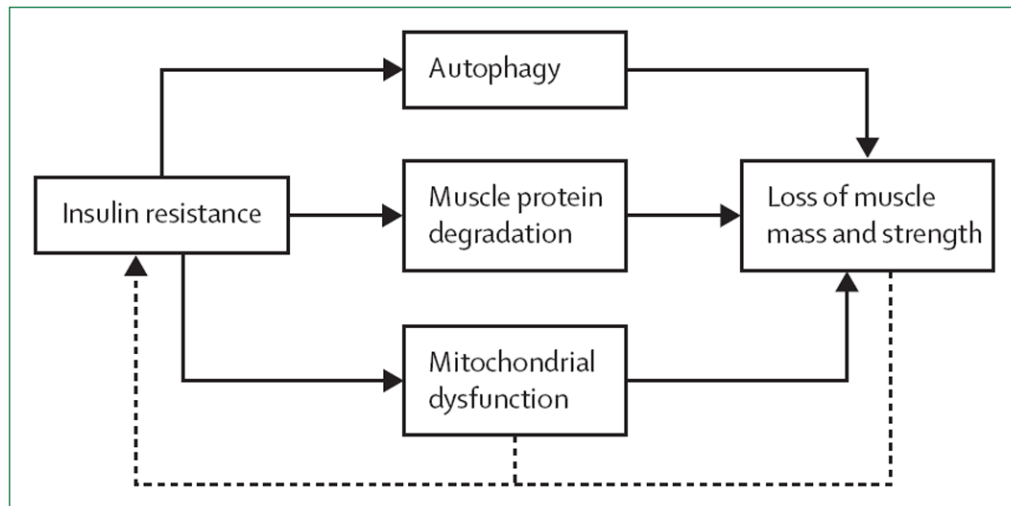 Autophagy
Insulin resistance
Muscle protein
degradation
Loss of muscle
mass and strength
Mitochondrial
dysfunction